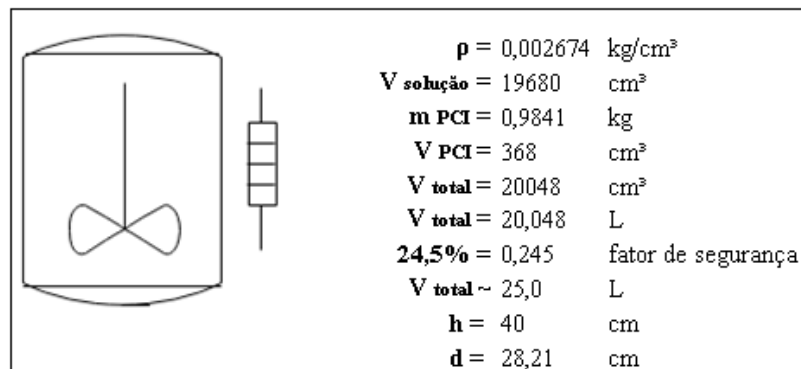 ρ = 0,002674 kg/cm³
V solução = 19680 cm³
m PCI = 0,9841 kg
V PCI = 368 cm³
V total = 20048 cm³
V total = 20,048 L
24,5% = 0,245 fator de segurança
V total ~ 25,0 L
h = 40 cm
d = 28,21 cm